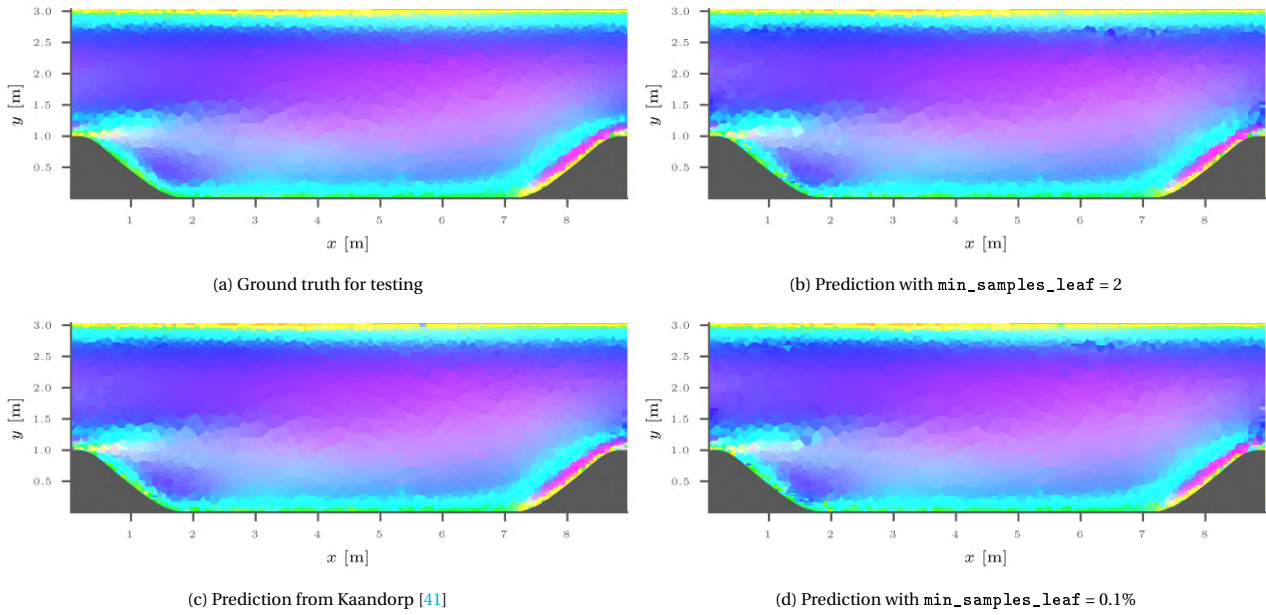 3.0
2.5
2.0
1.5
1.0
0.5
y [m]
1 2 3 4 5 6 7 8
x [m]
(a) Ground truth for testing
3.0
2.5
2.0
1.5
1.0
0.5
y [m]
1 2 3 4 5 6 7 8
x [m]
(b) Prediction with min_samples_leaf = 2
3.0
2.5
2.0
1.5
1.0
0.5
y [m]
1 2 3 4 5 6 7 8
x [m]
(c) Prediction from Kaandorp [41]
3.0
2.5
2.0
1.5
1.0
0.5
y [m]
1 2 3 4 5 6 7 8
x [m]
(d) Prediction with min_samples_leaf = 0.1%